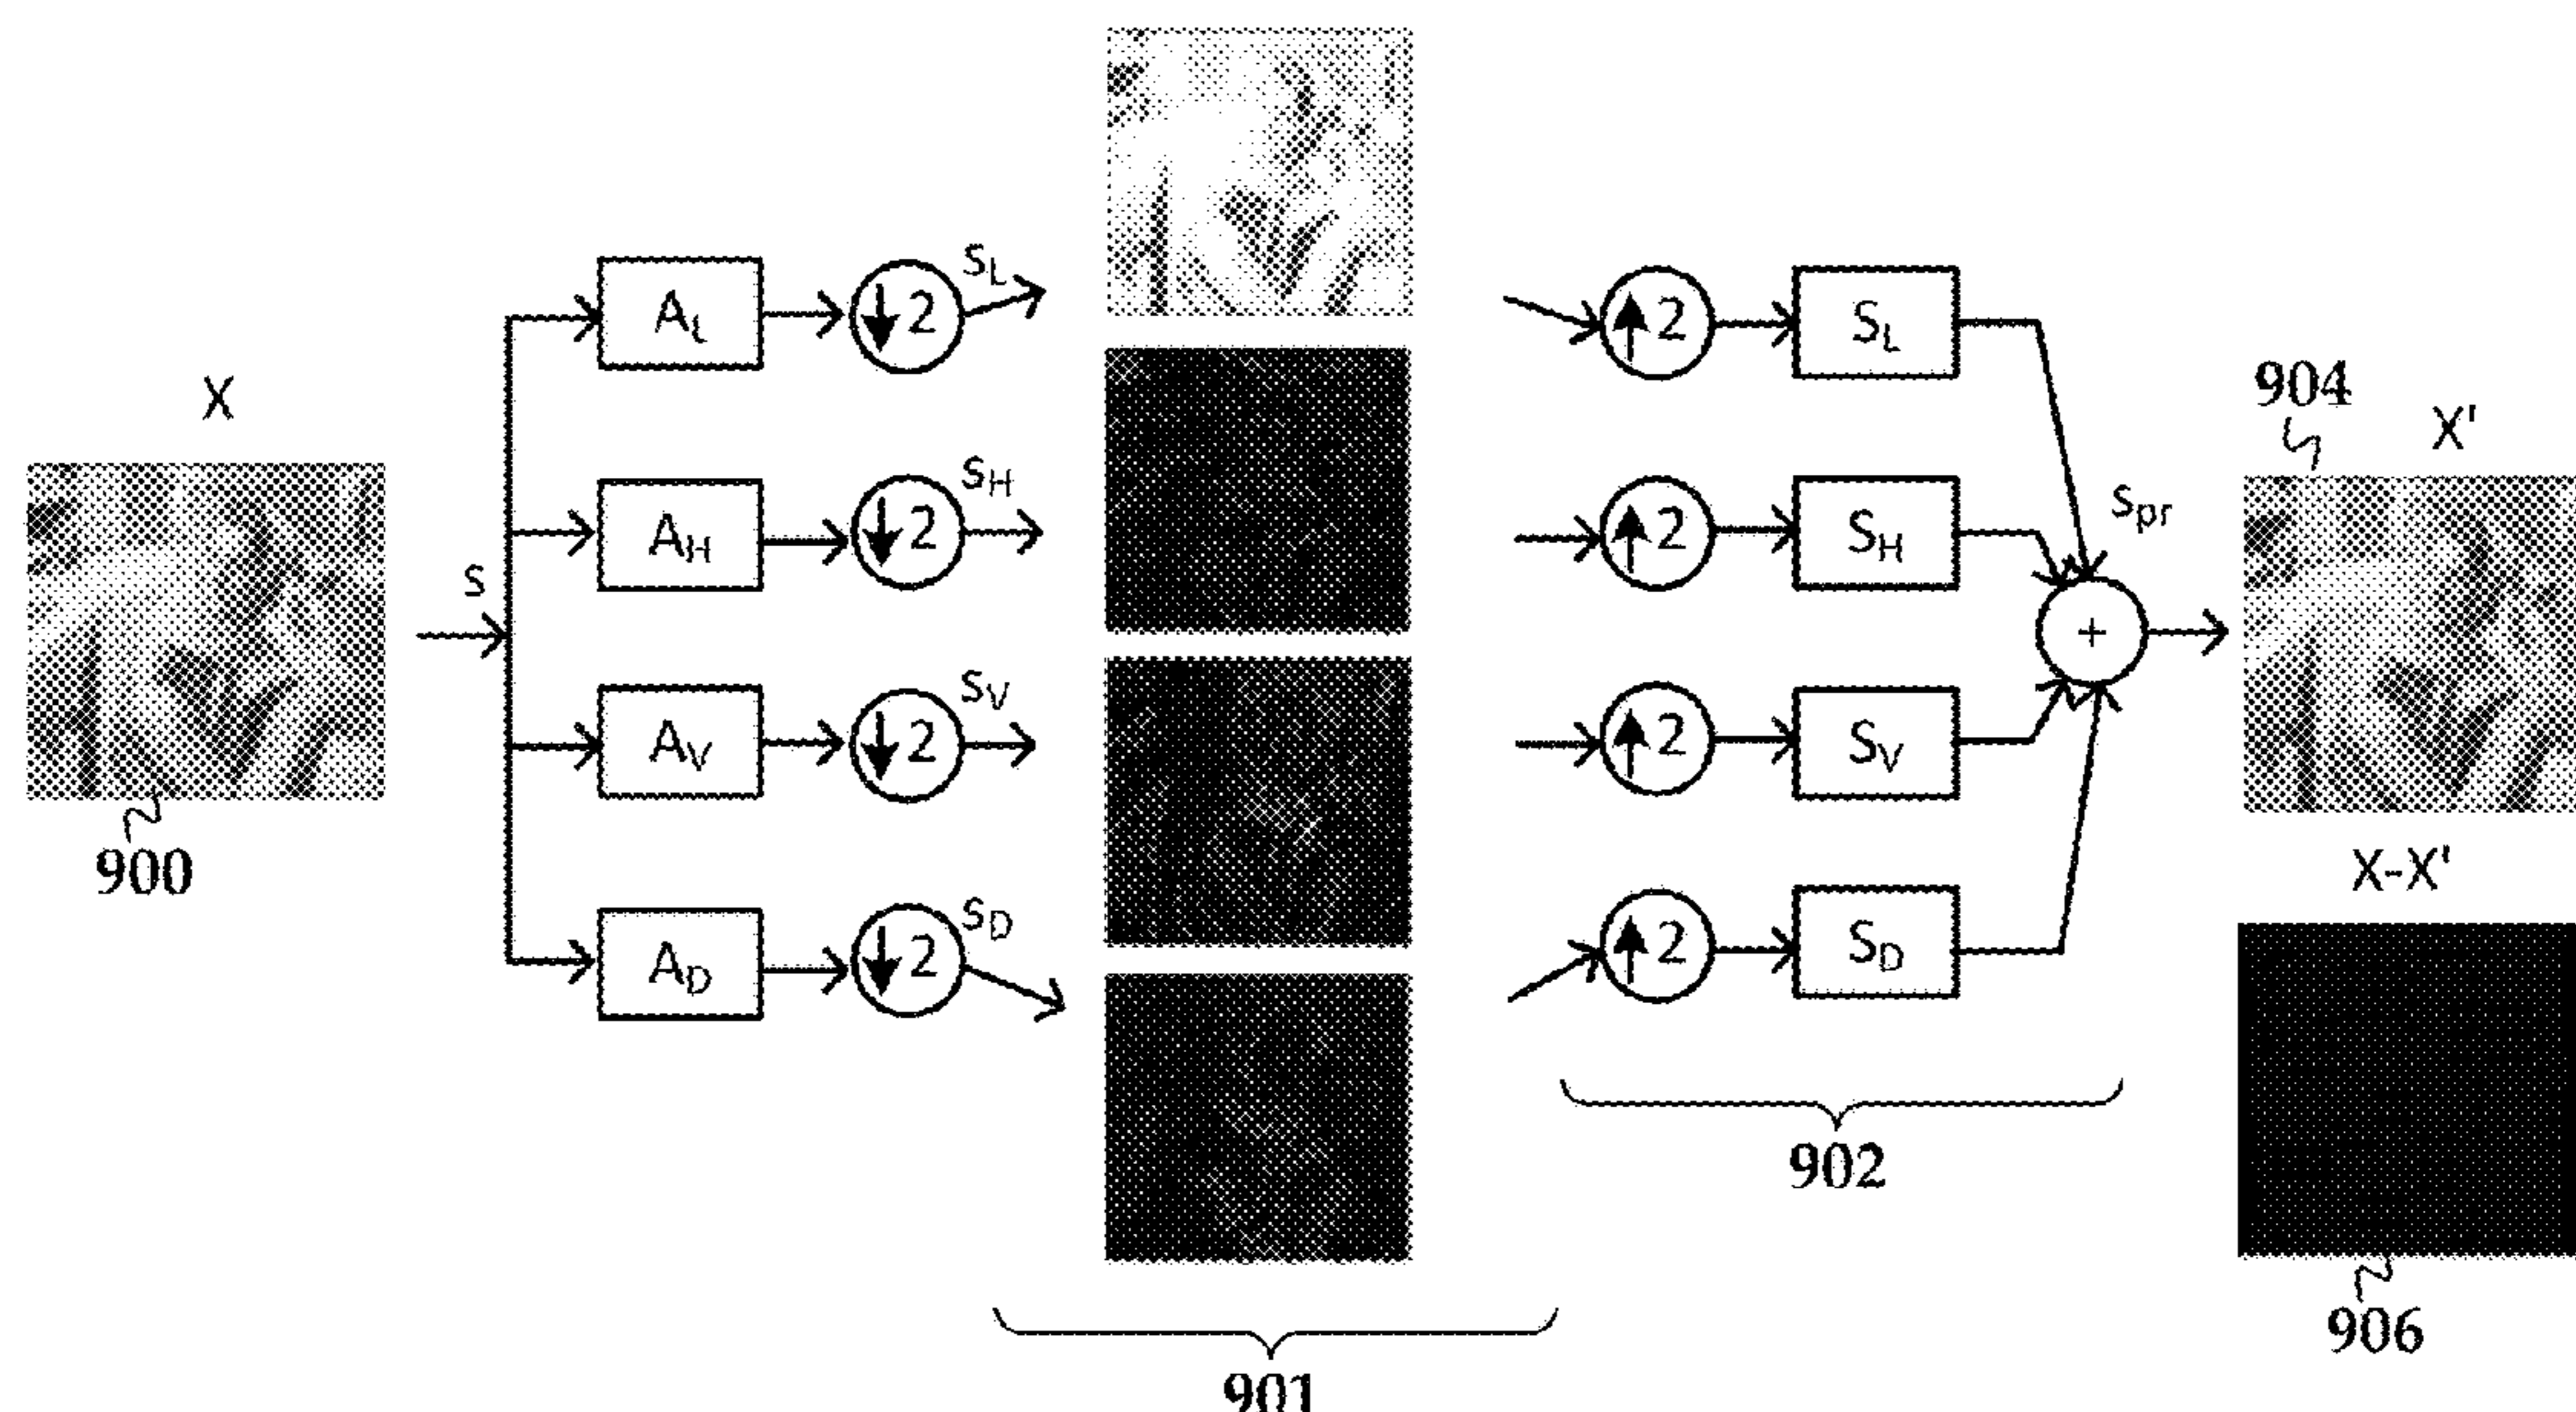 X
900
s
A_L
↓2
s_L
A_H
↓2
s_H
A_V
↓2
s_V
A_D
↓2
s_D
901
↑2
S_L
↑2
S_H
↑2
S_V
↑2
S_D
902
+
s_pr
904
X'
X-X'
906